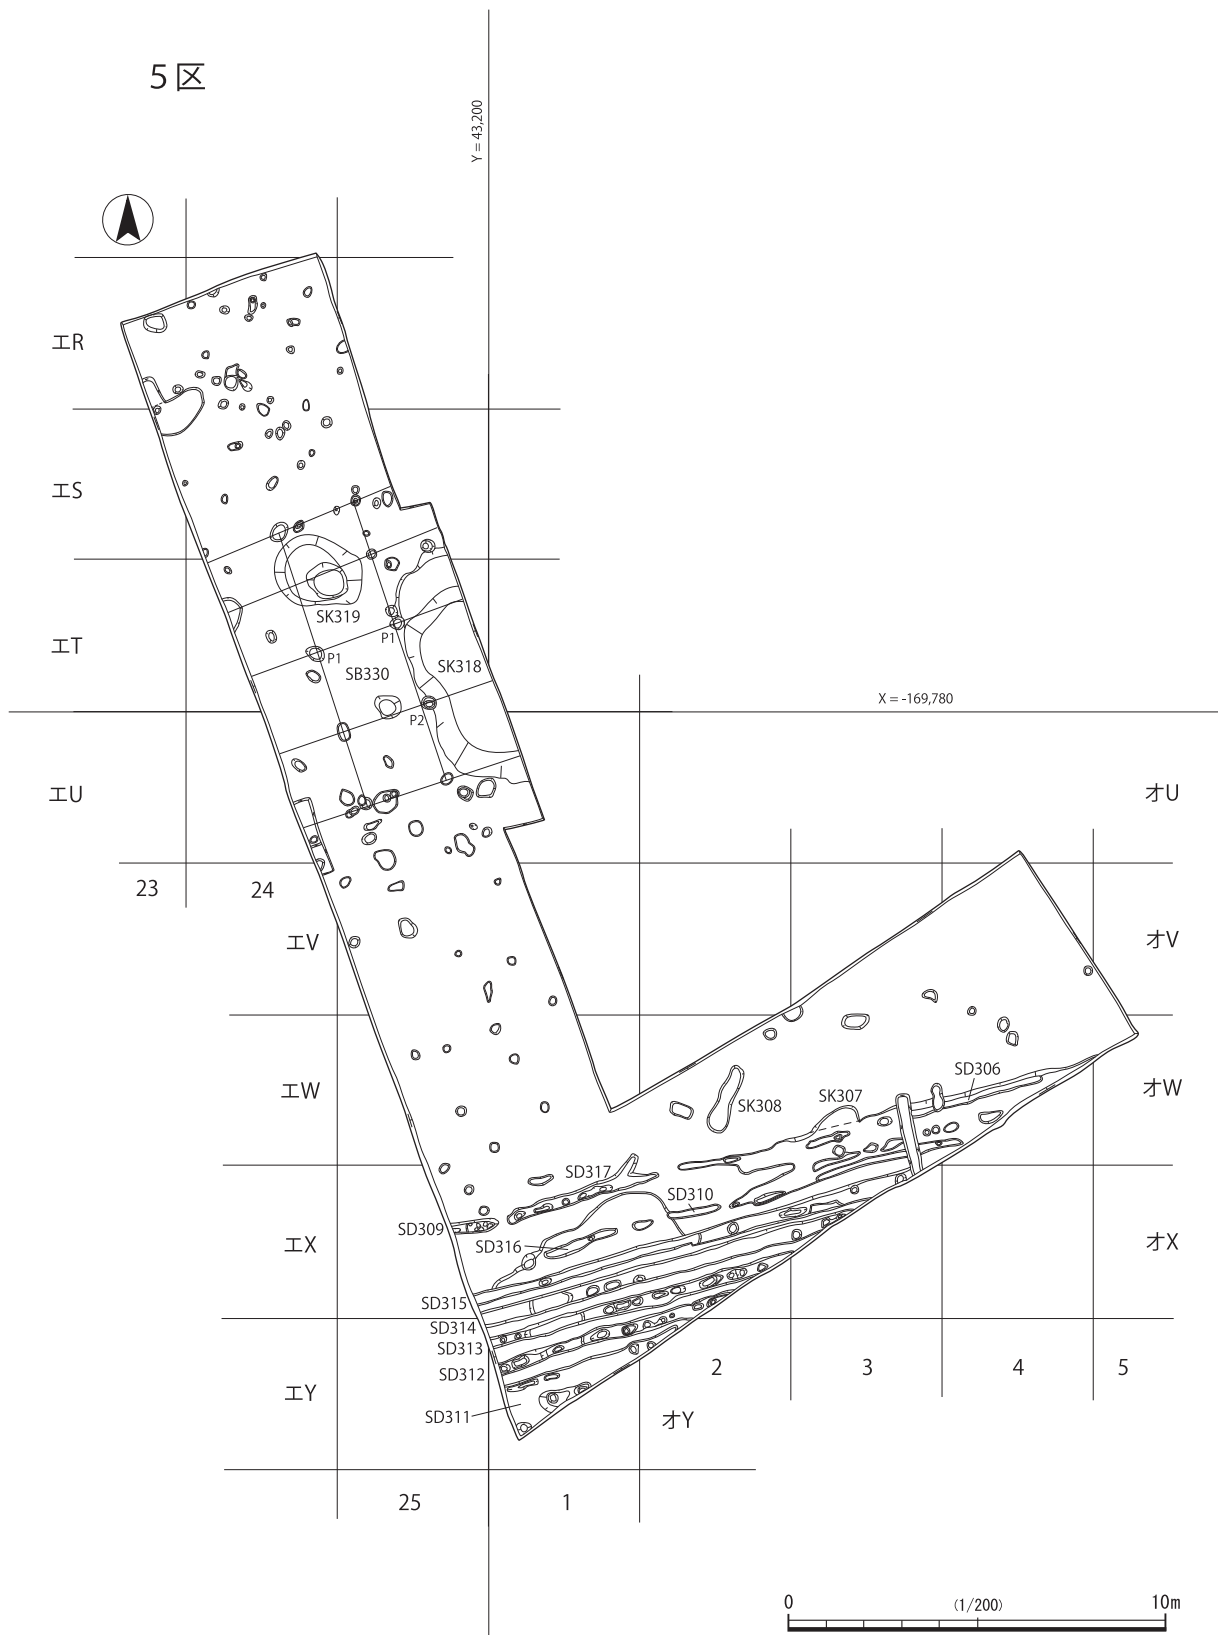 5区
Y = 43,200
エR
エS
SK319
P1
エT
P1
SB330
SK318
X = -169,780
P2
エU
オU
23
24
エV
オV
SD306
エW
SK308
SK307
オW
SD317
SD310
SD309
エX
SD316
オX
SD315
SD314
SD313
2
3
4
5
SD312
エY
SD311
オY
25
1
0
(1/200)
10m